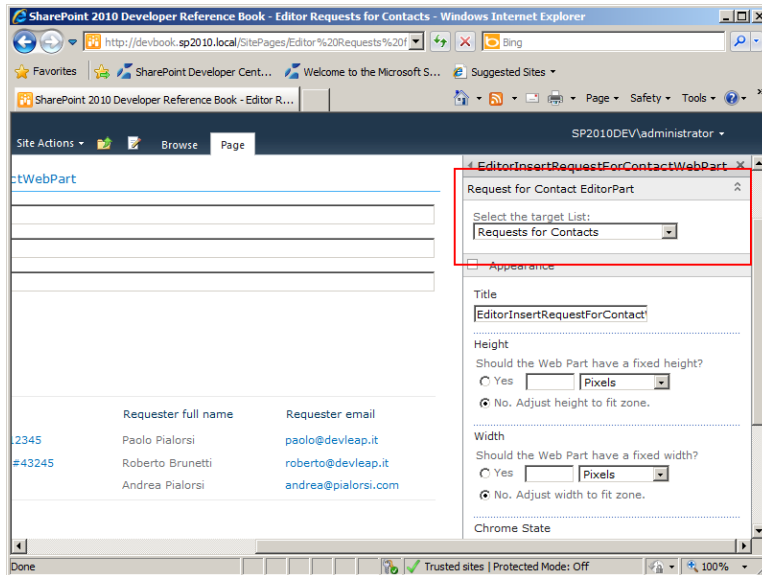 SharePoint 2010 Developer Reference Book - Editor Requests for Contacts - Windows Internet Explorer
http://devbook.sp2010.local/SitePages/Editor%20Requests%20f
Bing
Favorites SharePoint Developer Cent... Welcome to the Microsoft S... Suggested Sites
SharePoint 2010 Developer Reference Book - Editor R... Page Safety Tools
SP2010DEV\administrator
Site Actions Browse Page
EditorInsertRequestForContactWebPart
ctWebPart
Request for Contact EditorPart
Select the target List:
Requests for Contacts
Appearance
Title
EditorInsertRequestForContact
Height
Should the Web Part have a fixed height?
Yes Pixels
No. Adjust height to fit zone.
Requester full name Requester email
12345 Paolo Pialorsi paolo@devleap.it
#43245 Roberto Brunetti roberto@devleap.it
Andrea Pialorsi andrea@pialorsi.com
Width
Should the Web Part have a fixed width?
Yes Pixels
No. Adjust width to fit zone.
Chrome State
Done Trusted sites | Protected Mode: Off 100%